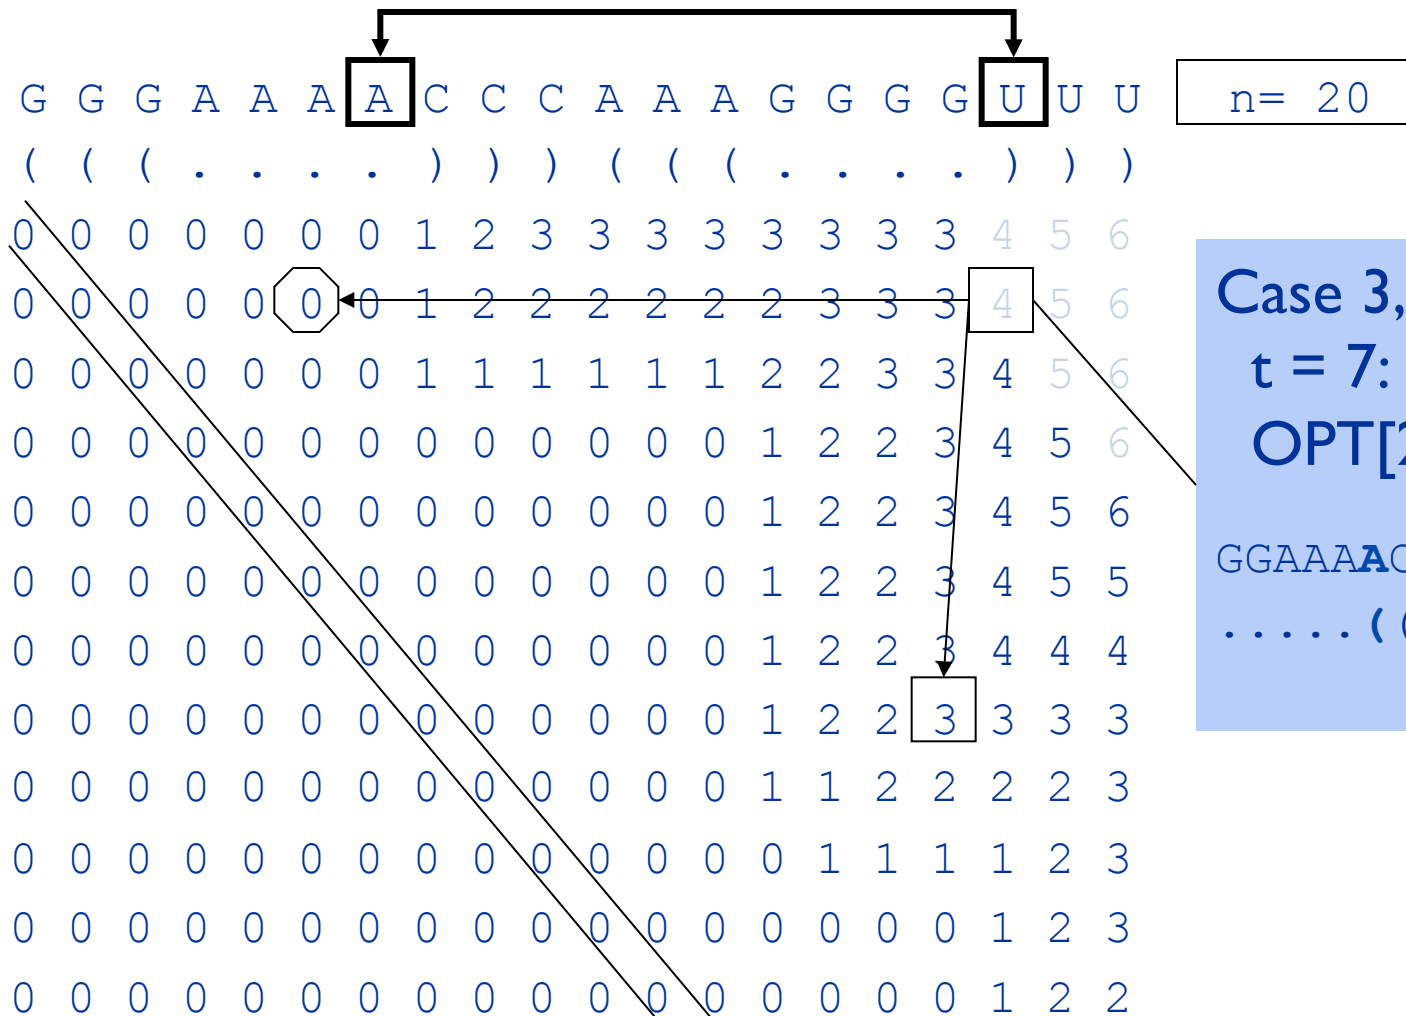 G G G A A A A C C C A A A G G G G U U U
n= 20
( ( ( . . . . ) ) ) ( ( ( . . . . ) ) )
0 0 0 0 0 0 0 1 2 3 3 3 3 3 3 3 3 4 5 6
0 0 0 0 0 0 0 1 2 2 2 2 2 2 3 3 3 4 5 6
0 0 0 0 0 0 0 1 1 1 1 1 1 2 2 3 3 4 5 6
0 0 0 0 0 0 0 0 0 0 0 0 0 1 2 2 3 4 5 6
0 0 0 0 0 0 0 0 0 0 0 0 0 1 2 2 3 4 5 6
0 0 0 0 0 0 0 0 0 0 0 0 0 1 2 2 3 4 5 5
0 0 0 0 0 0 0 0 0 0 0 0 0 1 2 2 3 4 4 4
0 0 0 0 0 0 0 0 0 0 0 0 0 1 2 2 3 3 3 3
0 0 0 0 0 0 0 0 0 0 0 0 0 1 1 2 2 2 2 3
0 0 0 0 0 0 0 0 0 0 0 0 0 0 1 1 1 1 2 3
0 0 0 0 0 0 0 0 0 0 0 0 0 0 0 0 0 1 2 3
0 0 0 0 0 0 0 0 0 0 0 0 0 0 0 0 0 1 2 2
Case 3,
t = 7:
OPT[2
GGAAAAC
.....((